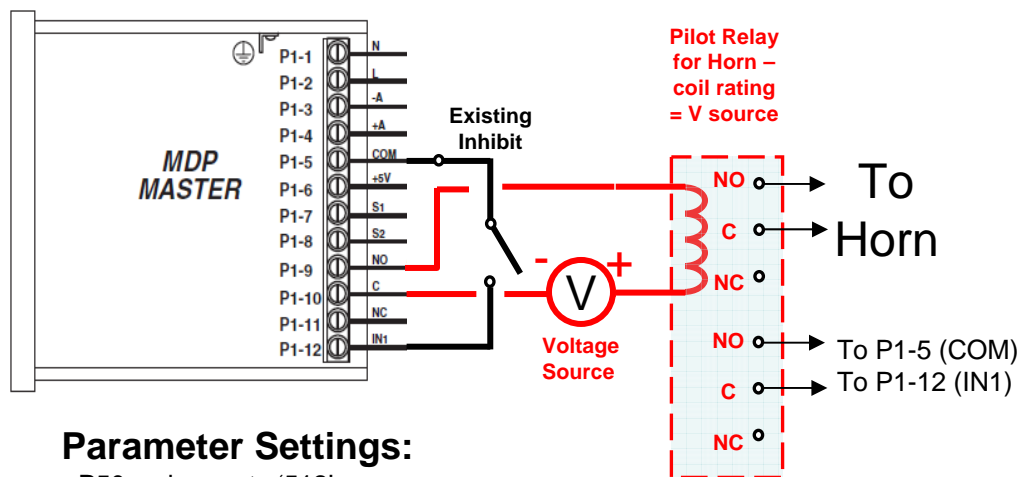 MDP
MASTER
P1-1 N
P1-2 L
P1-3 -A
P1-4 +A
P1-5 COM
P1-6 +5V
P1-7 S1
P1-8 S2
P1-9 NO
P1-10 C
P1-11 NC
P1-12 IN1
Existing
Inhibit
- +
V
Voltage
Source
Pilot Relay
for Horn –
coil rating
= V source
NO
C
NC
NO
C
NC
To
Horn
To P1-5 (COM)
To P1-12 (IN1)
Parameter Settings: